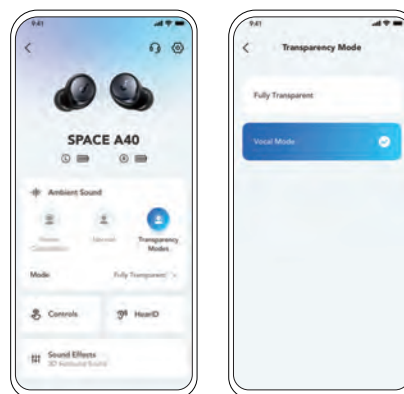 9:41
SPACE A40
L
R
Ambient Sound
Noise Cancellation
Normal
Transparency Modes
Mode
Fully Transparent
Controls
HearID
Sound Effects
3D Surround Sound
9:41
Transparency Mode
Fully Transparent
Vocal Mode